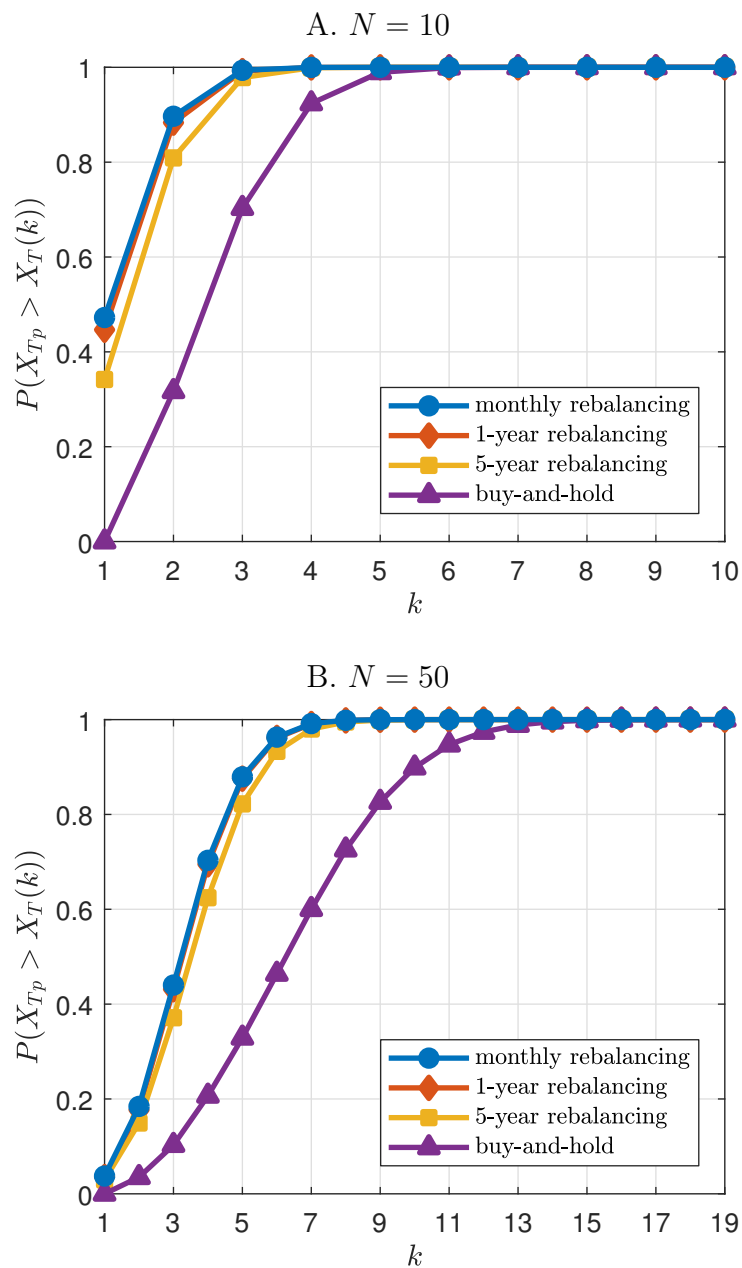 A. N = 10
1
0.8
0.6
0.4
0.2
0
P(X_{Tp} > X_T(k))
monthly rebalancing
1-year rebalancing
5-year rebalancing
buy-and-hold
1 2 3 4 5 6 7 8 9 10
k
B. N = 50
1
0.8
0.6
0.4
0.2
0
P(X_{Tp} > X_T(k))
monthly rebalancing
1-year rebalancing
5-year rebalancing
buy-and-hold
1 3 5 7 9 11 13 15 17 19
k